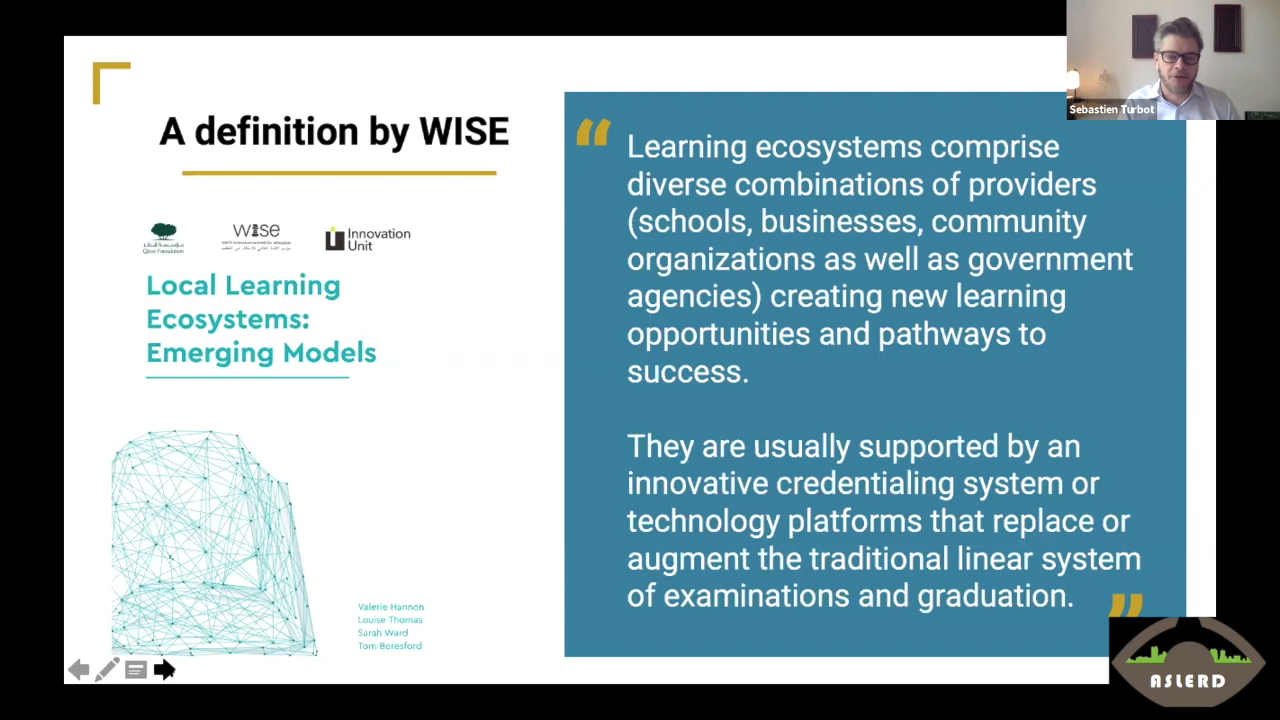 Sebastien Turbot
A definition by WISE
Qatar Foundation
wise
Innovation
Unit
Local Learning
Ecosystems:
Emerging Models
Valerie Hannon
Louise Thomas
Sarah Ward
Tom Beresford
“
Learning ecosystems comprise
diverse combinations of providers
(schools, businesses, community
organizations as well as government
agencies) creating new learning
opportunities and pathways to
success.
They are usually supported by an
innovative credentialing system or
technology platforms that replace or
augment the traditional linear system
of examinations and graduation.
”
ASLERD